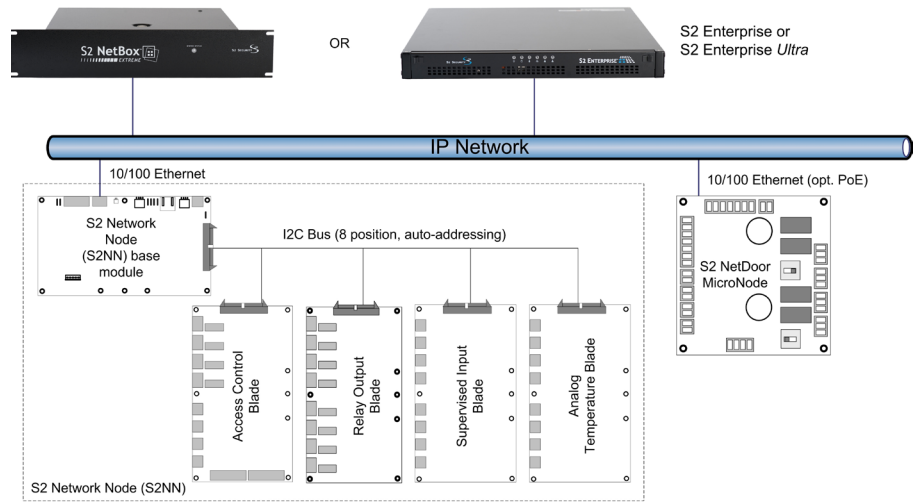 S2 NetBox
EXTREME
OR
S2 ENTERPRISE
S2 Enterprise or
S2 Enterprise Ultra
IP Network
10/100 Ethernet
10/100 Ethernet (opt. PoE)
S2 Network
Node
(S2NN) base
module
I2C Bus (8 position, auto-addressing)
S2 NetDoor
MicroNode
Access Control
Blade
Relay Output
Blade
Supervised Input
Blade
Analog
Temperature Blade
S2 Network Node (S2NN)